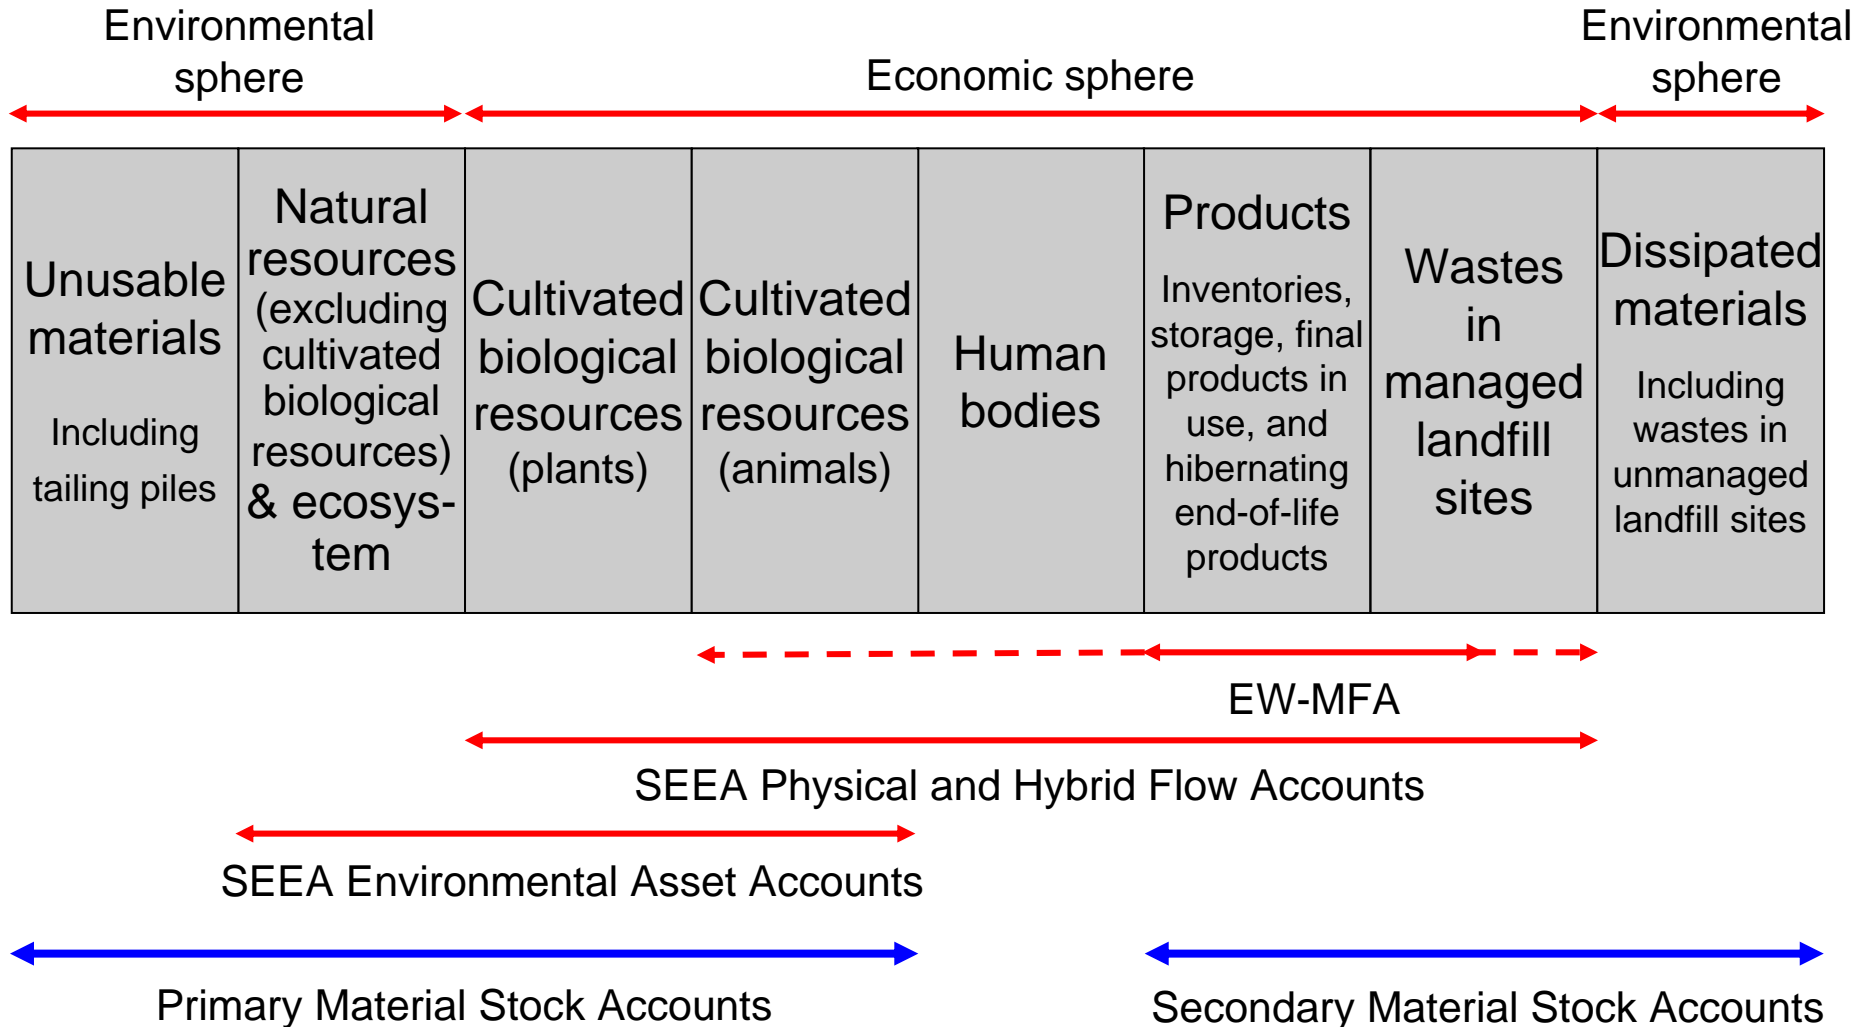 Environmental
sphere
Economic sphere
Environmental
sphere
Unusable
materials
Including
tailing piles
Natural
resources
(excluding
cultivated
biological
resources)
& ecosys-
tem
Cultivated
biological
resources
(plants)
Cultivated
biological
resources
(animals)
Human
bodies
Products
Inventories,
storage, final
products in
use, and
hibernating
end-of-life
products
Wastes
in
managed
landfill
sites
Dissipated
materials
Including
wastes in
unmanaged
landfill sites
EW-MFA
SEEA Physical and Hybrid Flow Accounts
SEEA Environmental Asset Accounts
Primary Material Stock Accounts
Secondary Material Stock Accounts